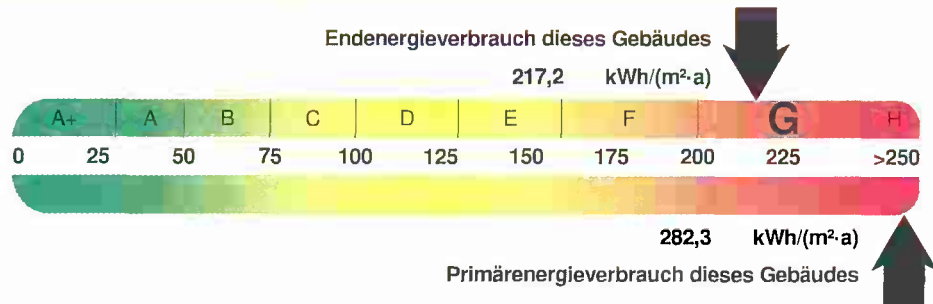 Endenergieverbrauch dieses Gebäudes
217,2 kWh/(m²·a)
A+ A B C D E F G H
0 25 50 75 100 125 150 175 200 225 >250
282,3 kWh/(m²·a)
Primärenergieverbrauch dieses Gebäudes